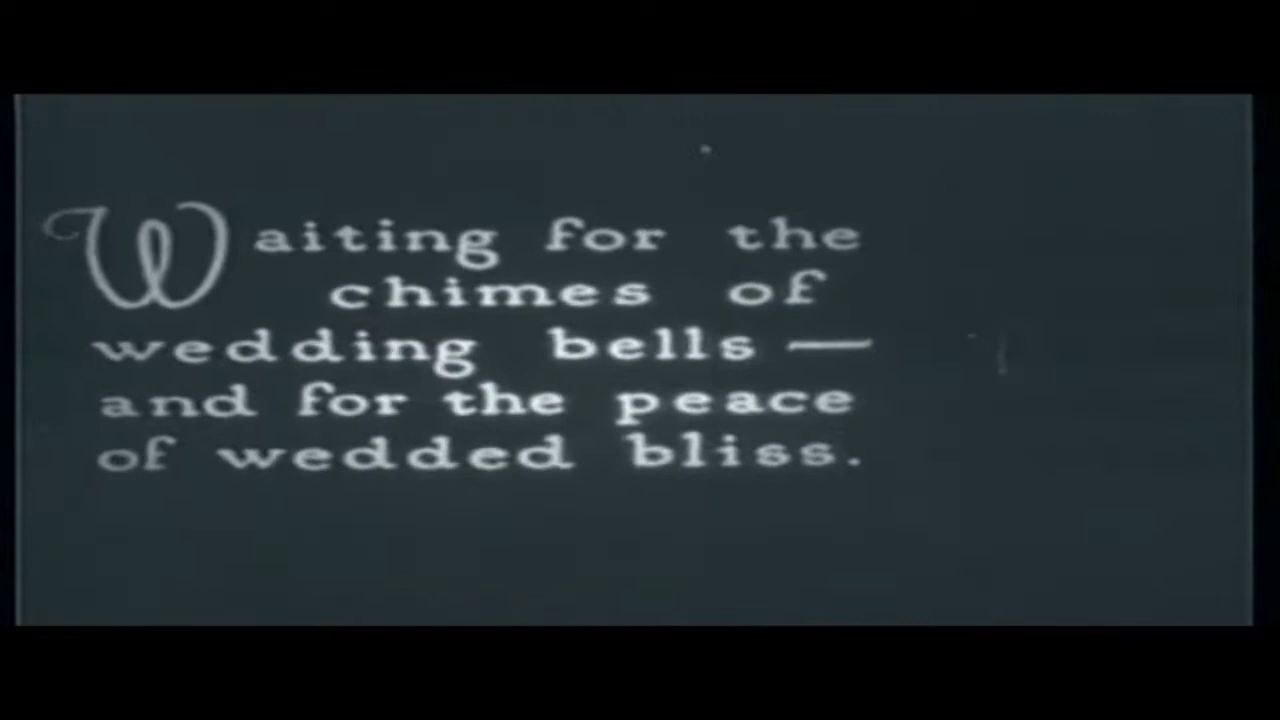 Waiting for the
chimes of
wedding bells —
and for the peace
of wedded bliss.